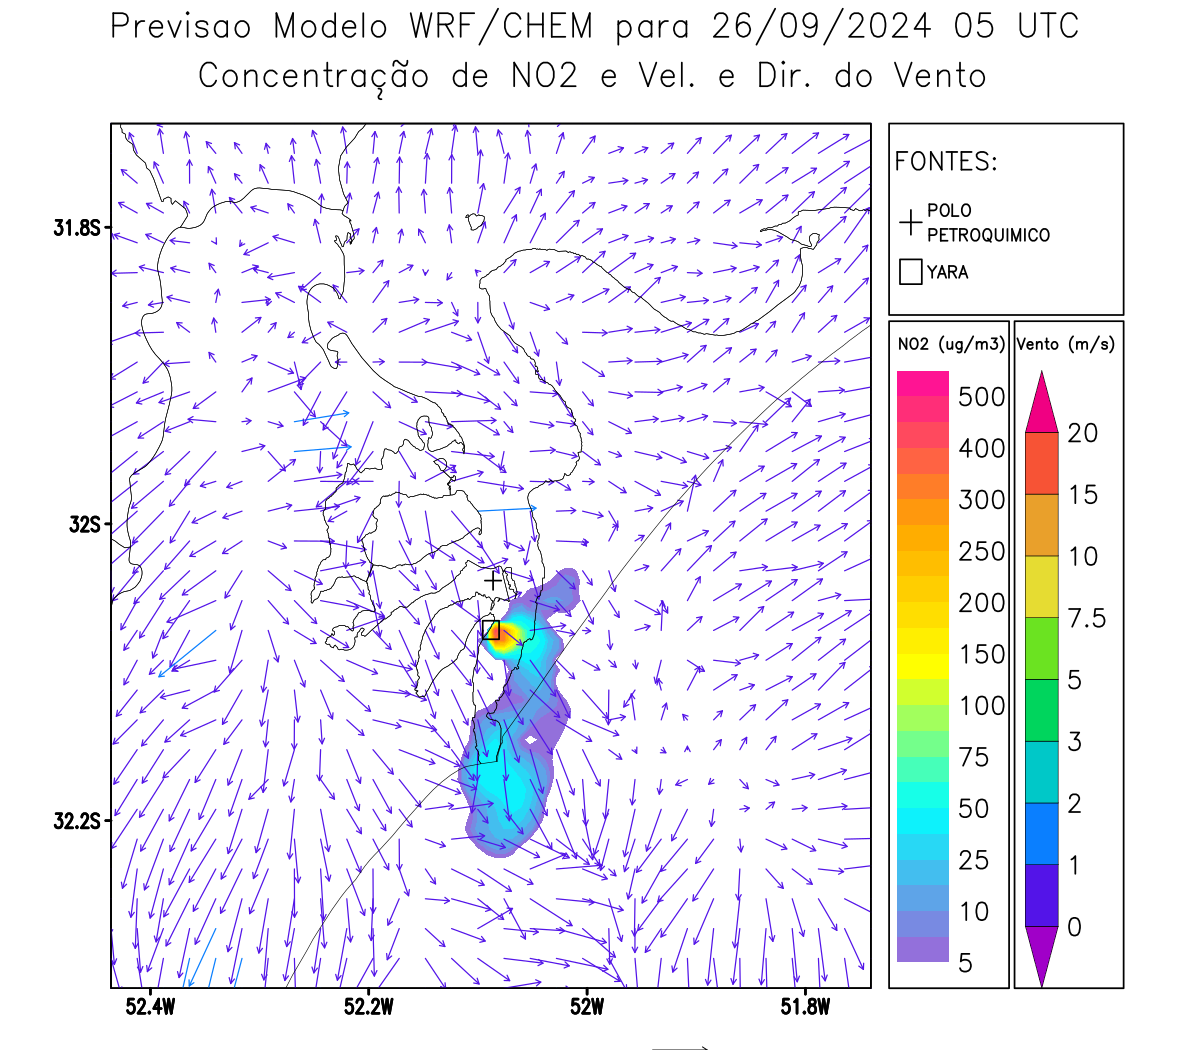 Previsao Modelo WRF/CHEM para 26/09/2024 05 UTC
Concentração de NO2 e Vel. e Dir. do Vento
FONTES:
POLO
PETROQUIMICO
YARA
31.8S
32S
32.2S
52.4W
52.2W
52W
51.8W
NO2 (ug/m3)
500
400
300
250
200
150
100
75
50
25
10
5
Vento (m/s)
20
15
10
7.5
5
3
2
1
0